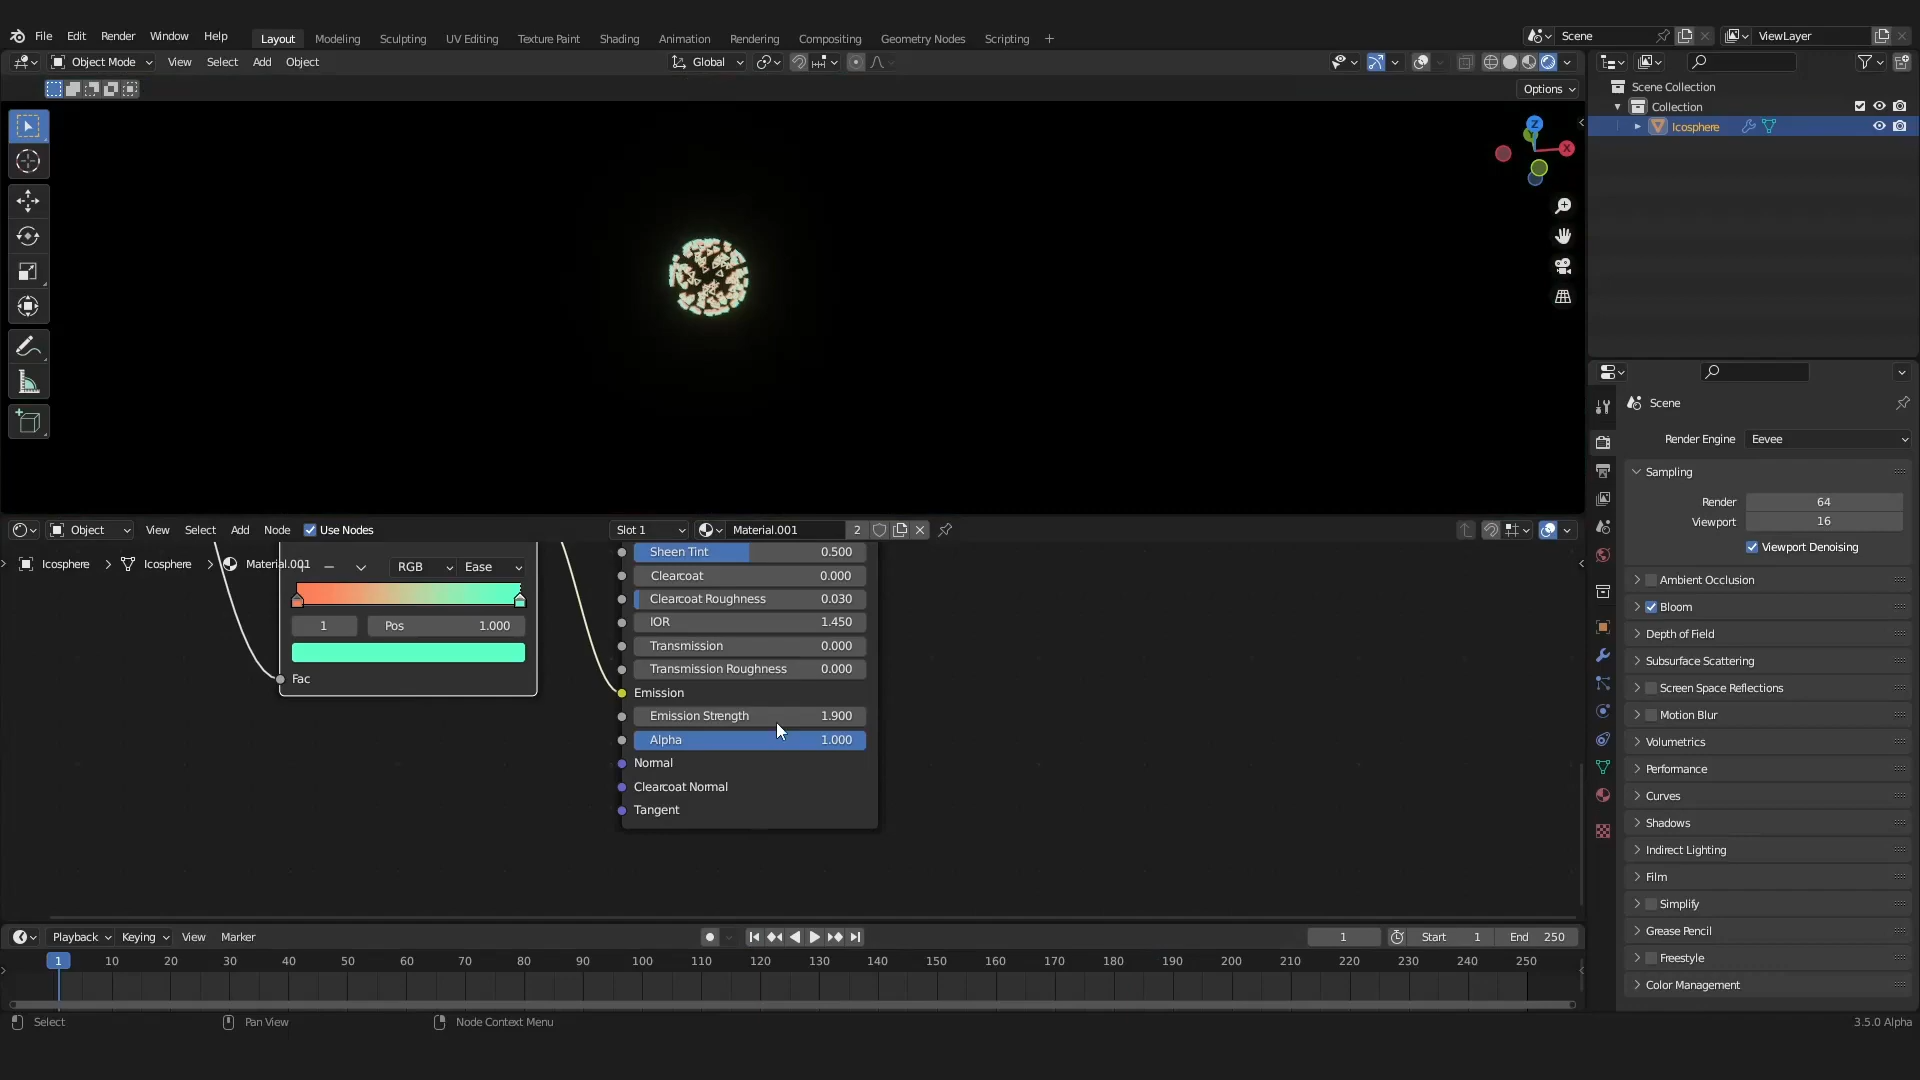 File Edit Render Window Help Layout Modeling Sculpting UV Editing Texture Paint Shading Animation Rendering Compositing Geometry Nodes Scripting + Scene ViewLayer
Object Mode View Select Add Object Global
Options
Scene Collection
Collection
Icosphere
Z
X
Scene
Render Engine Eevee
Sampling
Render 64
Viewport 16
Viewport Denoising
Ambient Occlusion
Bloom
Depth of Field
Subsurface Scattering
Screen Space Reflections
Motion Blur
Volumetrics
Performance
Curves
Shadows
Indirect Lighting
Film
Simplify
Grease Pencil
Freestyle
Color Management
Object View Select Add Node Use Nodes Slot 1 Material.001 2
Icosphere > Icosphere > Material.001
RGB Ease
1 Pos 1.000
Fac
Sheen Tint 0.500
Clearcoat 0.000
Clearcoat Roughness 0.030
IOR 1.450
Transmission 0.000
Transmission Roughness 0.000
Emission
Emission Strength 1.900
Alpha 1.000
Normal
Clearcoat Normal
Tangent
Playback Keying View Marker 1 Start 1 End 250
1 10 20 30 40 50 60 70 80 90 100 110 120 130 140 150 160 170 180 190 200 210 220 230 240 250
Select Pan View Node Context Menu 3.5.0 Alpha